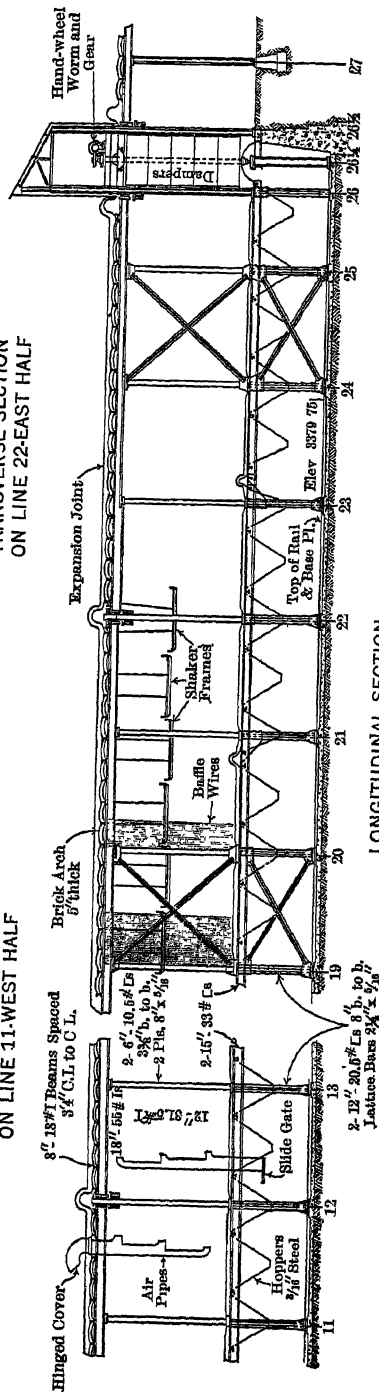 ON LINE 11-WEST HALF
TRANSVERSE SECTION
ON LINE 22-EAST HALF
Hinged Cover
8"-18# I Beams Spaced
3'4" C.L. to C L.
Brick Arch
5" thick
Expansion Joint
Hand-wheel
Worm and
Gear
18"-55# Is
12"-31.5# I
Air
Pipes
2- 6"- 10.5# [s
3⅜" b. to b.
2 Pls. 8" x 5/16"
Baffle
Wires
Shaker
Frames
Dampers
2-15"- 33# [s
Slide Gate
Hoppers
3/16" Steel
Top of Rail
& Base Pl.
Elev 3379 75
11
12
13
19
20
21
22
23
24
25
26
26¼
26½
27
2- 12"- 20.5# [s 8" b. to b.
Lattice Bars 2¼" x 5/16"
LONGITUDINAL SECTION